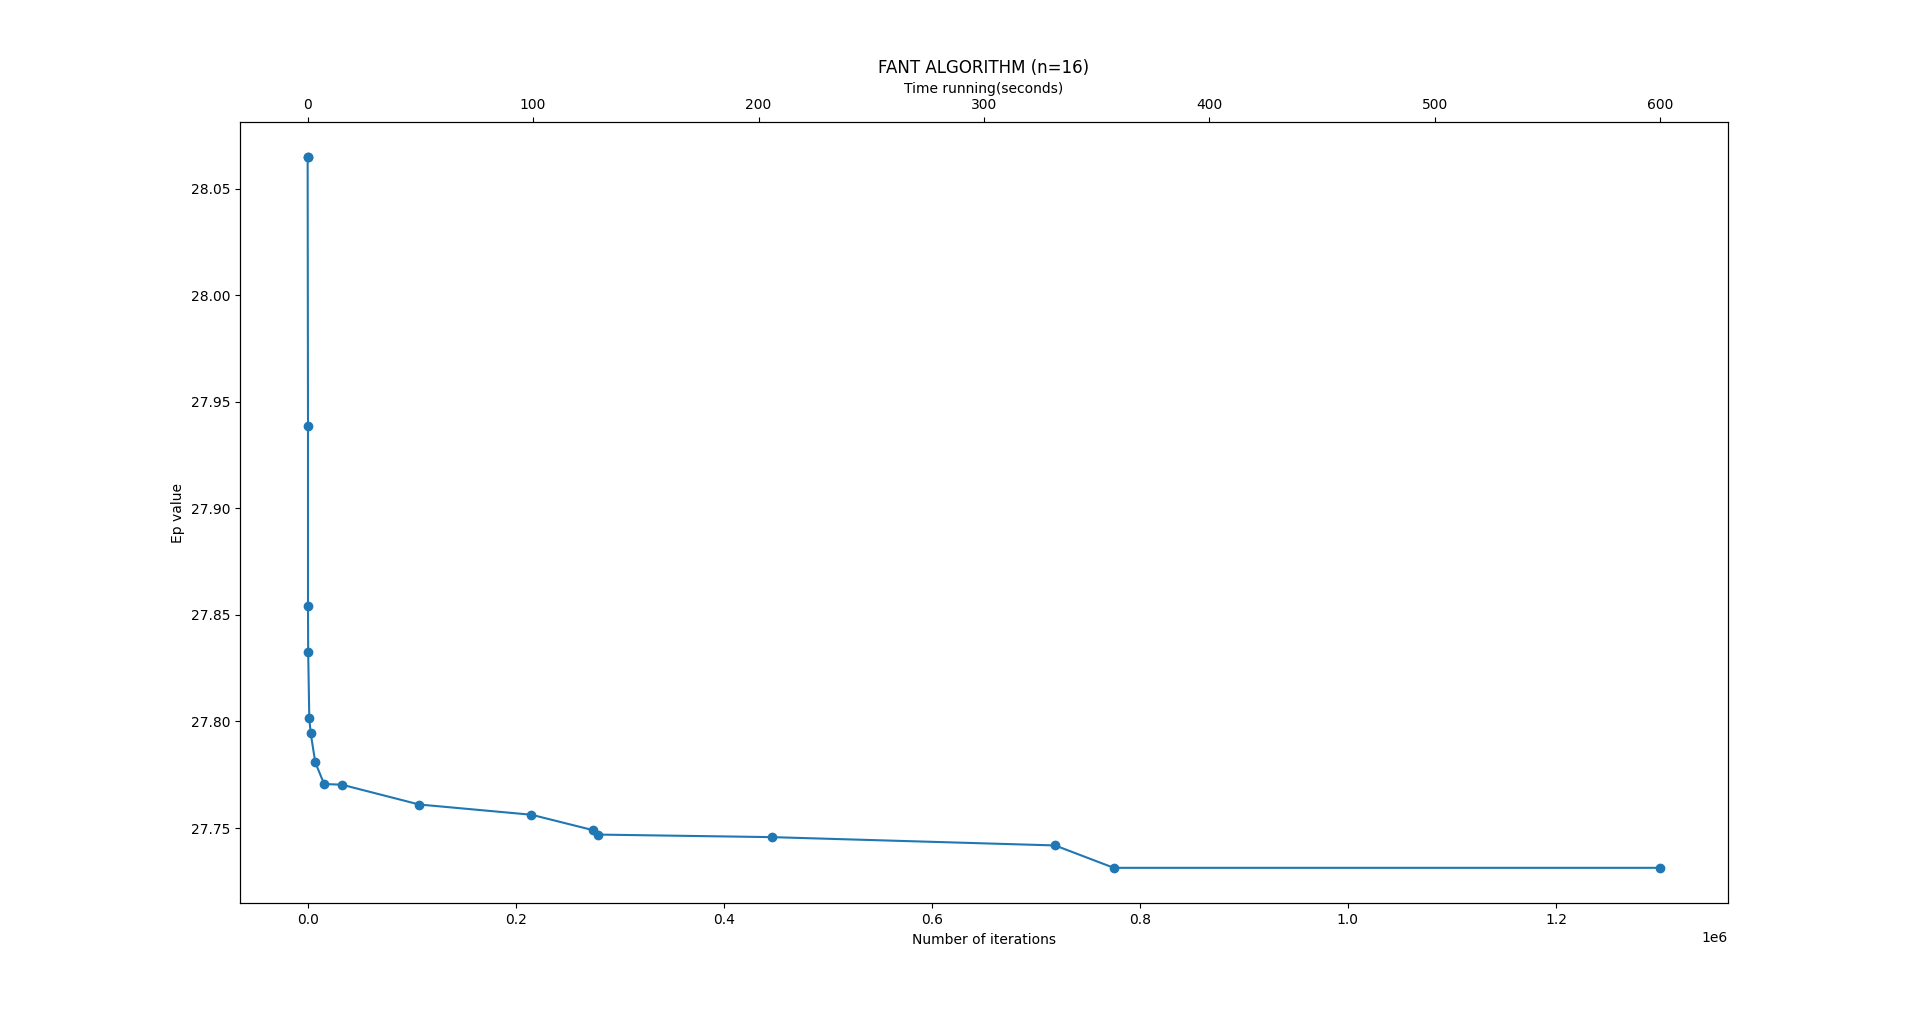 FANT ALGORITHM (n=16)
Time running(seconds)
0 100 200 300 400 500 600
28.05
28.00
27.95
27.90
27.85
27.80
27.75
Ep value
0.0 0.2 0.4 0.6 0.8 1.0 1.2
Number of iterations
1e6